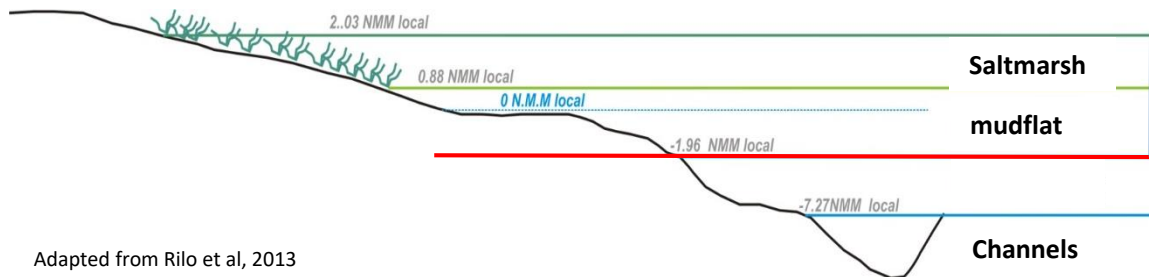 2..03 NMM local
Saltmarsh
0.88 NMM local
0 N.M.M local
mudflat
-1.96 NMM local
-7.27NMM local
Channels
Adapted from Rilo et al, 2013